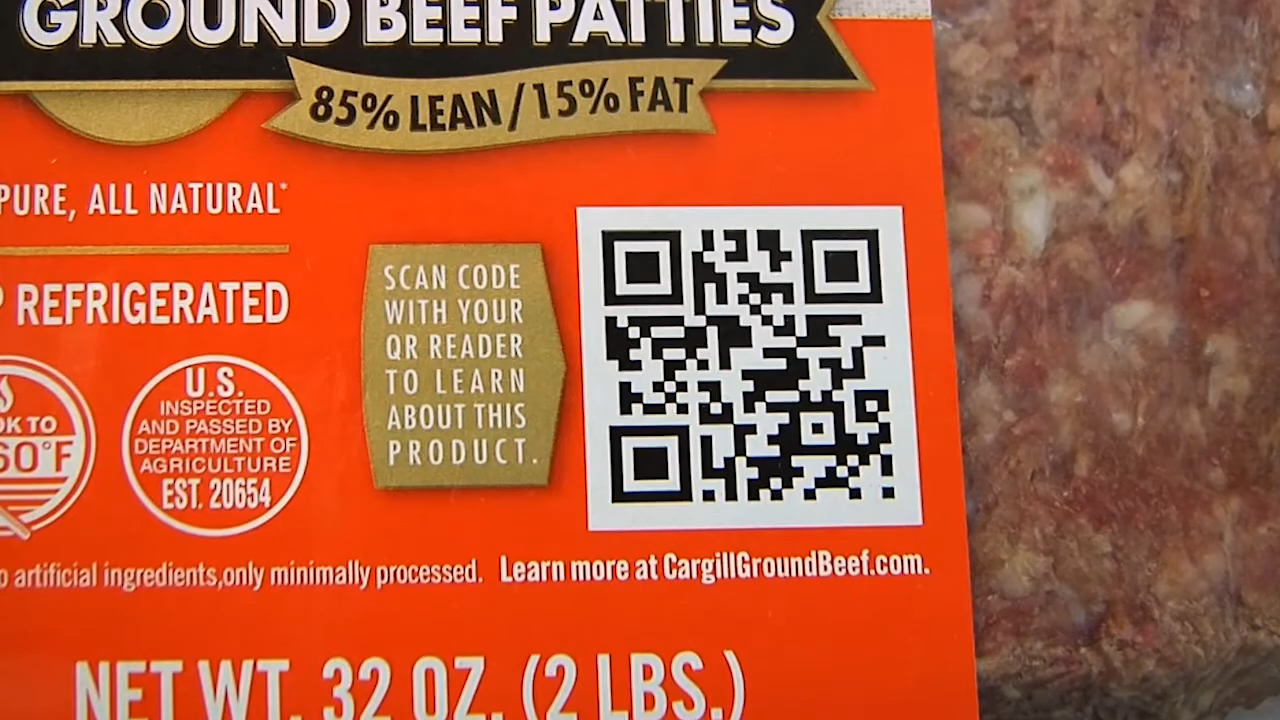 GROUND BEEF PATTIES
85% LEAN/15% FAT
PURE, ALL NATURAL*
REFRIGERATED
SCAN CODE
WITH YOUR
QR READER
TO LEARN
ABOUT THIS
PRODUCT.
TO
U.S.
INSPECTED
AND PASSED BY
DEPARTMENT OF
AGRICULTURE
EST. 20654
artificial ingredients,only minimally processed. Learn more at CargillGroundBeef.com.
NET WT. 32 OZ. (2 LBS.)